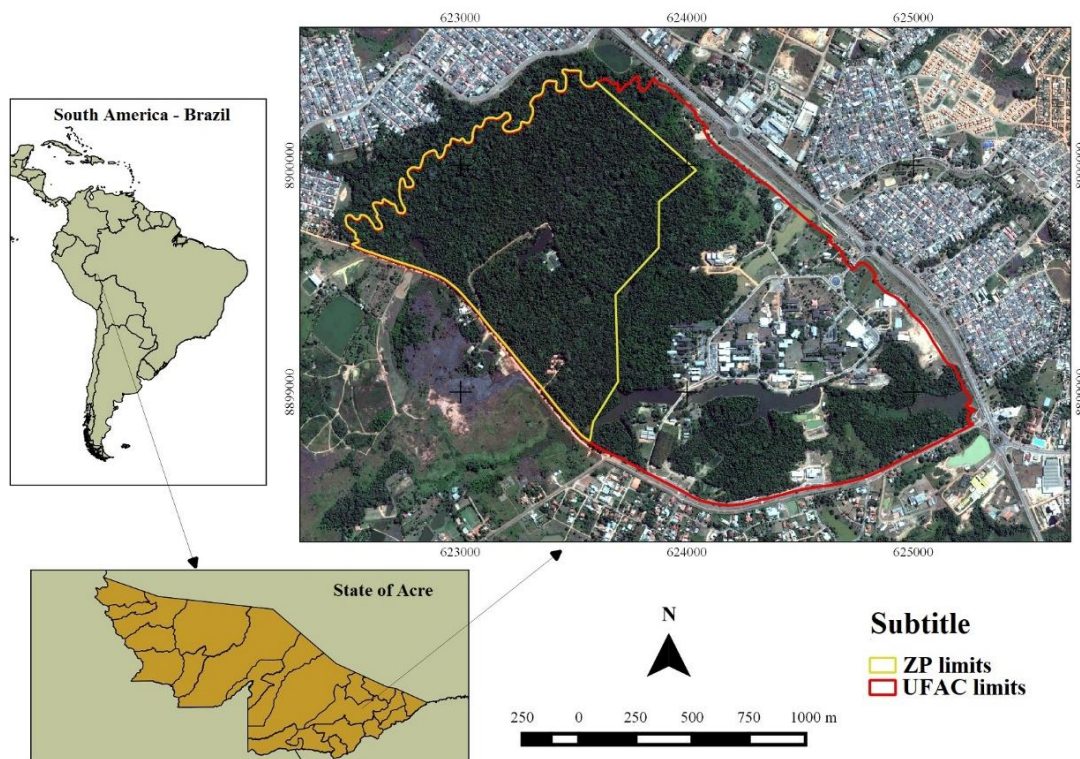 623000 624000 625000
South America - Brazil
8900000 8900000
8899000 8899000
623000 624000 625000
State of Acre
N
Subtitle
ZP limits
UFAC limits
250 0 250 500 750 1000 m